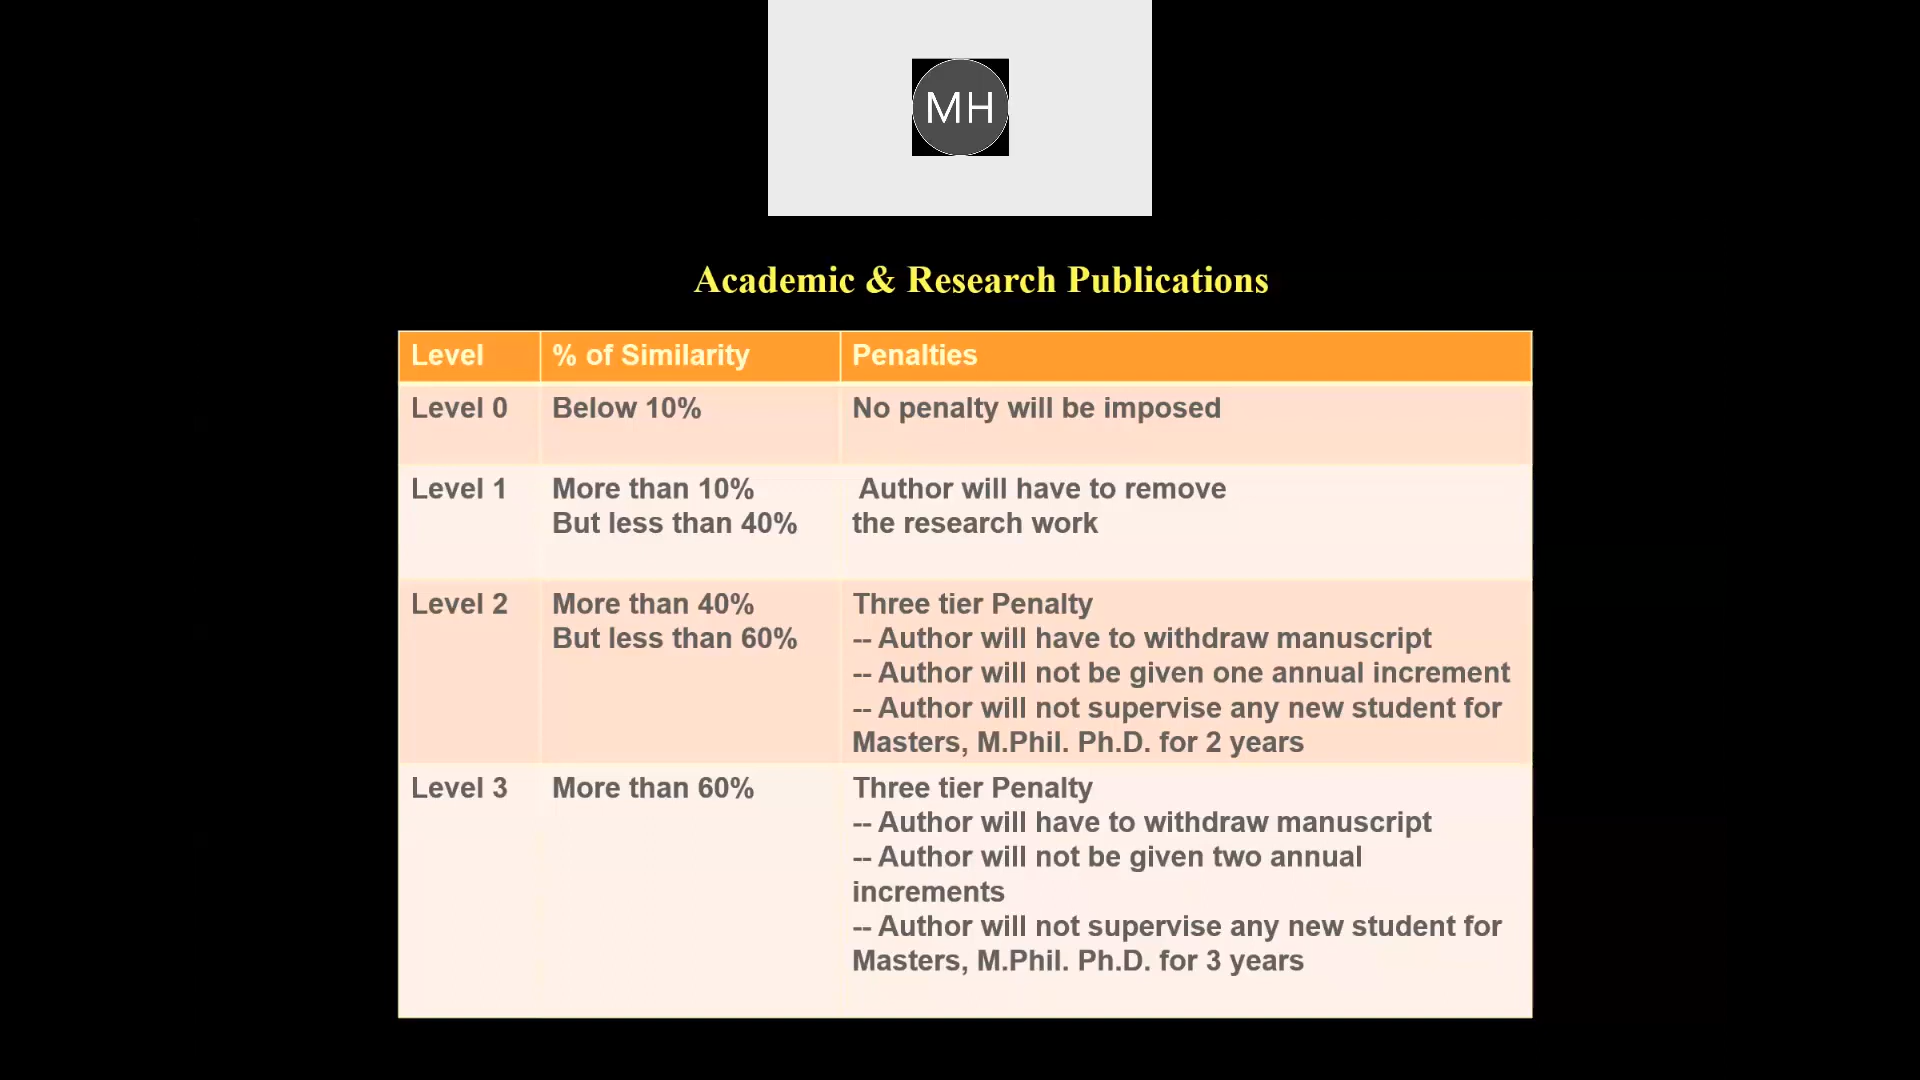 MH
Academic & Research Publications
Level % of Similarity Penalties
Level 0 Below 10% No penalty will be imposed
Level 1 More than 10% Author will have to remove
But less than 40% the research work
Level 2 More than 40% Three tier Penalty
But less than 60% -- Author will have to withdraw manuscript
-- Author will not be given one annual increment
-- Author will not supervise any new student for
Masters, M.Phil. Ph.D. for 2 years
Level 3 More than 60% Three tier Penalty
-- Author will have to withdraw manuscript
-- Author will not be given two annual
increments
-- Author will not supervise any new student for
Masters, M.Phil. Ph.D. for 3 years